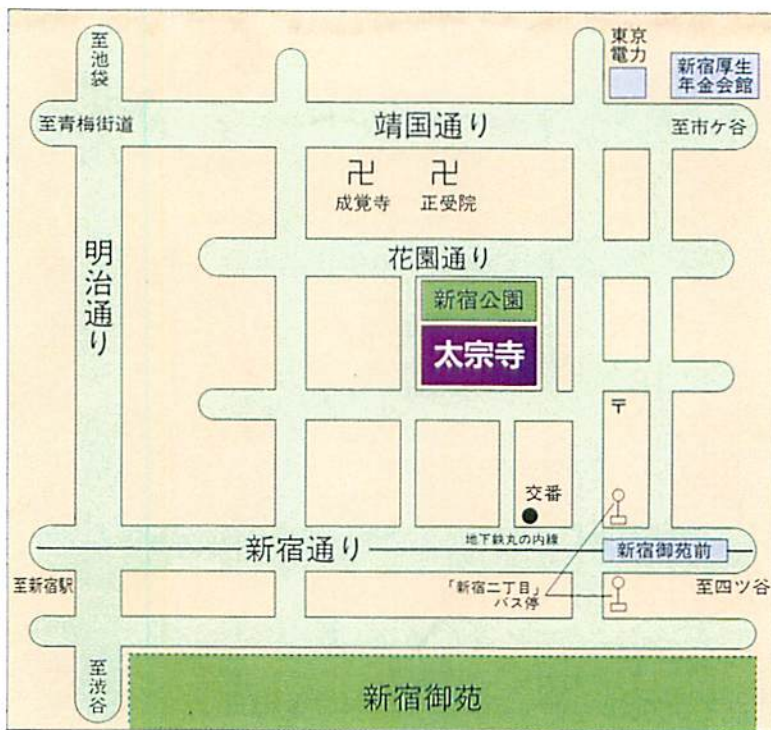 至池袋
東京
電力
新宿厚生
年金会館
至青梅街道
靖国通り
至市ケ谷
卍
卍
成覚寺
正受院
明治通り
花園通り
新宿公園
太宗寺
〒
交番
地下鉄丸の内線
新宿通り
新宿御苑前
至新宿駅
「新宿二丁目」
バス停
至四ツ谷
至渋谷
新宿御苑